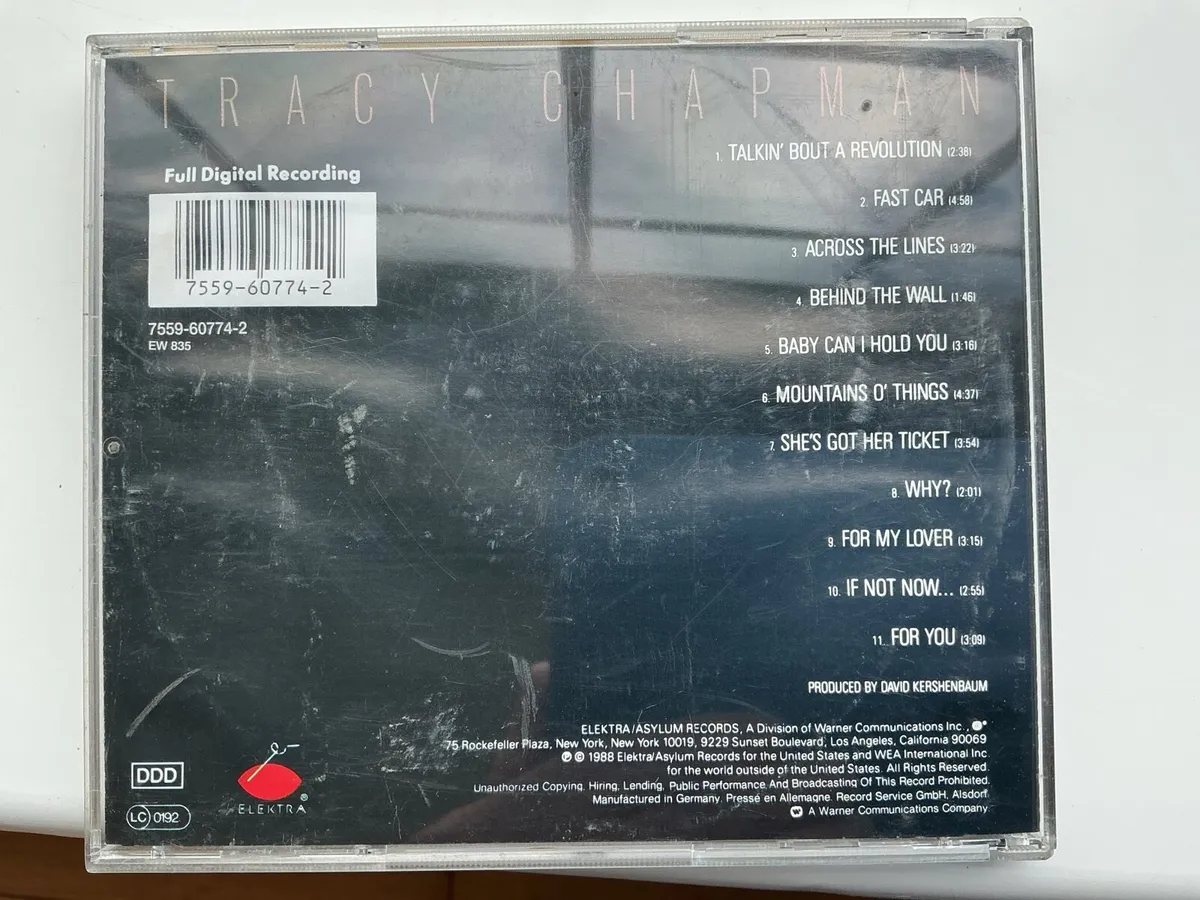 TRACY CHAPMAN
Full Digital Recording
7559-60774-2
7559-60774-2
EW 835
1. TALKIN' BOUT A REVOLUTION (2:38)
2. FAST CAR (4:58)
3. ACROSS THE LINES (3:22)
4. BEHIND THE WALL (1:46)
5. BABY CAN I HOLD YOU (3:16)
6. MOUNTAINS O' THINGS (4:37)
7. SHE'S GOT HER TICKET (3:54)
8. WHY? (2:01)
9. FOR MY LOVER (3:15)
10. IF NOT NOW... (2:55)
11. FOR YOU (3:09)
PRODUCED BY DAVID KERSHENBAUM
ELEKTRA/ASYLUM RECORDS, A Division of Warner Communications Inc.,
75 Rockefeller Plaza, New York, New York 10019, 9229 Sunset Boulevard, Los Angeles, California 90069
℗ © 1988 Elektra/Asylum Records for the United States and WEA International Inc
for the world outside of the United States. All Rights Reserved.
Unauthorized Copying, Hiring, Lending, Public Performance And Broadcasting Of This Record Prohibited.
Manufactured in Germany. Pressé en Allemagne. Record Service GmbH, Alsdorf.
A Warner Communications Company.
DDD
ELEKTRA®
LC 0192